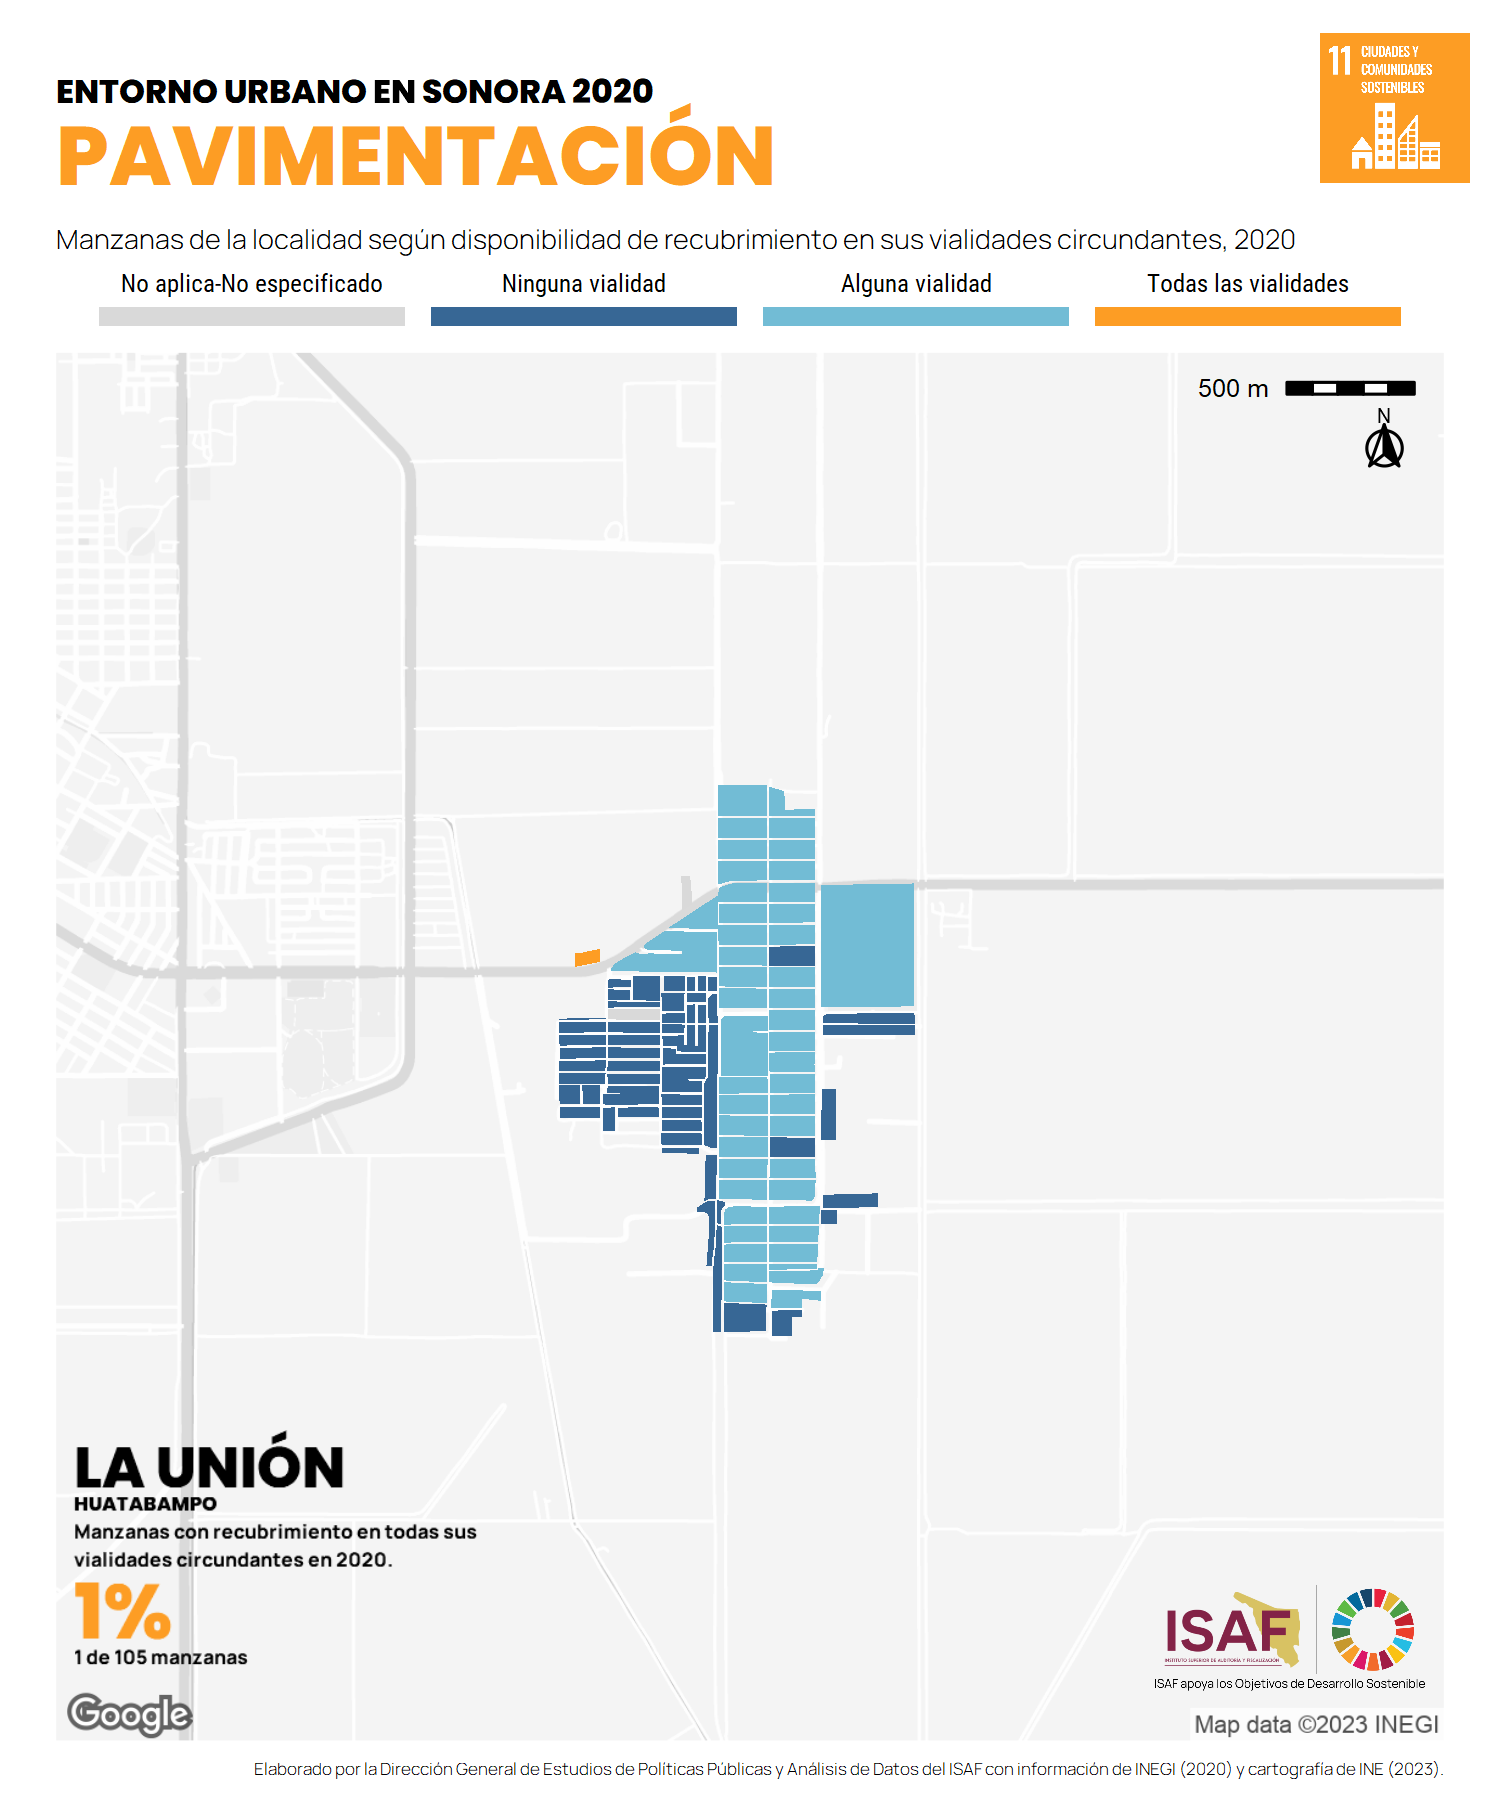 ENTORNO URBANO EN SONORA 2020
PAVIMENTACIÓN
11 CIUDADES Y
COMUNIDADES
SOSTENIBLES
Manzanas de la localidad según disponibilidad de recubrimiento en sus vialidades circundantes, 2020
No aplica-No especificado Ninguna vialidad Alguna vialidad Todas las vialidades
500 m
N
LA UNIÓN
HUATABAMPO
Manzanas con recubrimiento en todas sus
vialidades circundantes en 2020.
1%
1 de 105 manzanas
Google
ISAF
INSTITUTO SUPERIOR DE AUDITORÍA Y FISCALIZACIÓN
ISAF apoya los Objetivos de Desarrollo Sostenible
Map data ©2023 INEGI
Elaborado por la Dirección General de Estudios de Políticas Públicas y Análisis de Datos del ISAF con información de INEGI (2020) y cartografía de INE (2023).